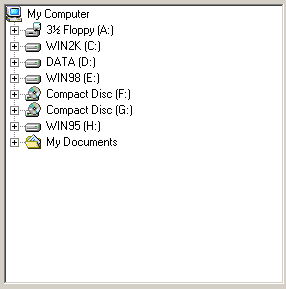 My Computer
3½ Floppy (A:)
WIN2K (C:)
DATA (D:)
WIN98 (E:)
Compact Disc (F:)
Compact Disc (G:)
WIN95 (H:)
My Documents